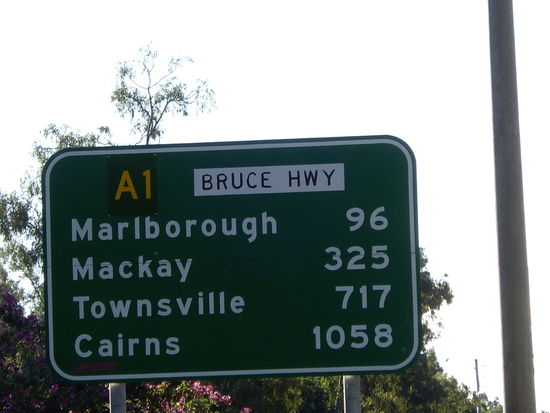 A1 BRUCE HWY
Marlborough 96
Mackay 325
Townsville 717
Cairns 1058